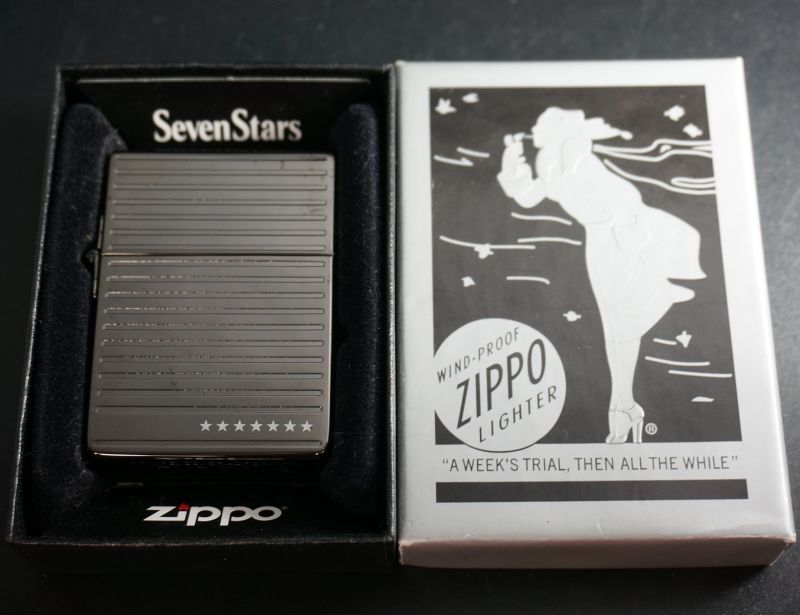 SevenStars
zippo
WIND-PROOF
ZIPPO
LIGHTER
®
"A WEEK'S TRIAL, THEN ALL THE WHILE"